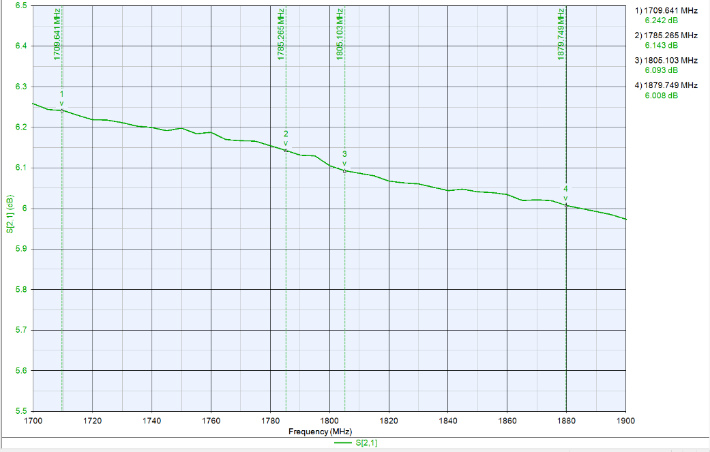 6.5
6.4
6.3
6.2
6.1
6
5.9
5.8
5.7
5.6
5.5
S[2,1] (dB)
1700
1720
1740
1760
1780
1800
1820
1840
1860
1880
1900
Frequency (MHz)
S[2,1]
1709.641 MHz
1785.265 MHz
1805.103 MHz
1879.749 MHz
1
2
3
4
1) 1709.641 MHz
6.242 dB
2) 1785.265 MHz
6.143 dB
3) 1805.103 MHz
6.093 dB
4) 1879.749 MHz
6.008 dB